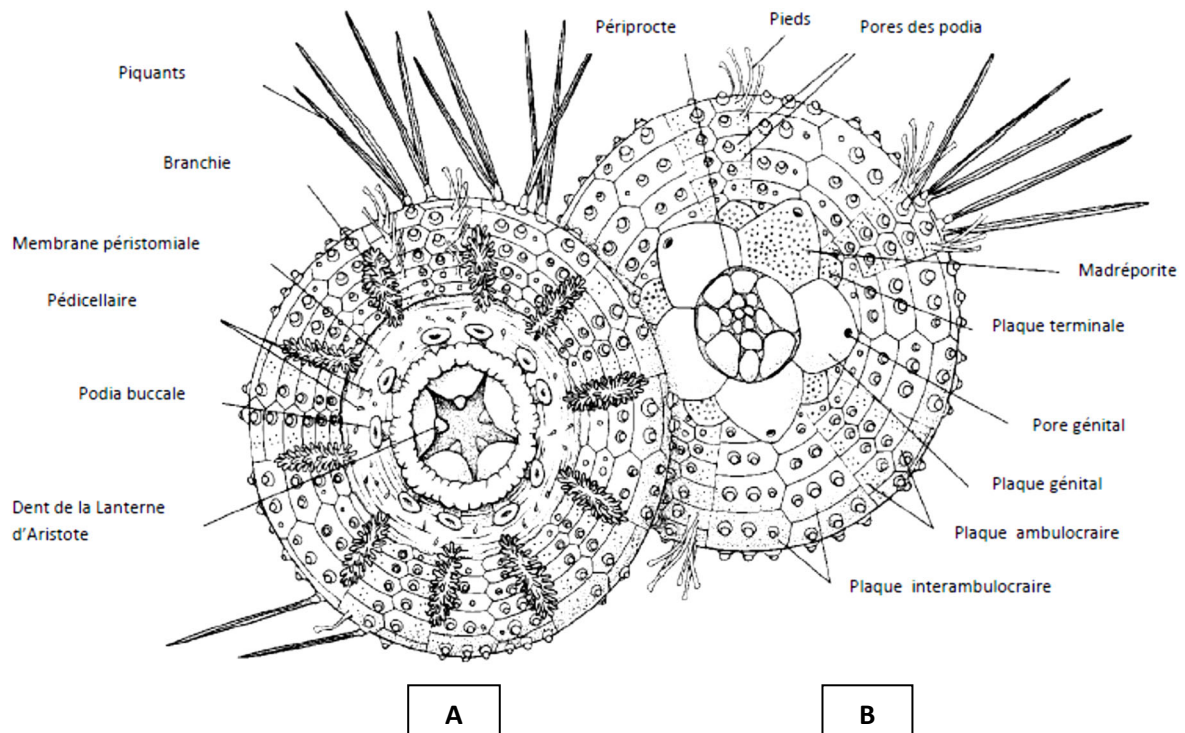 Périprocte
Pieds
Pores des podia
Piquants
Branchie
Membrane péristomiale
Pédicellaire
Podia buccale
Dent de la Lanterne
d'Aristote
Madréporite
Plaque terminale
Pore génital
Plaque génital
Plaque ambulocraire
Plaque interambulocraire
A
B